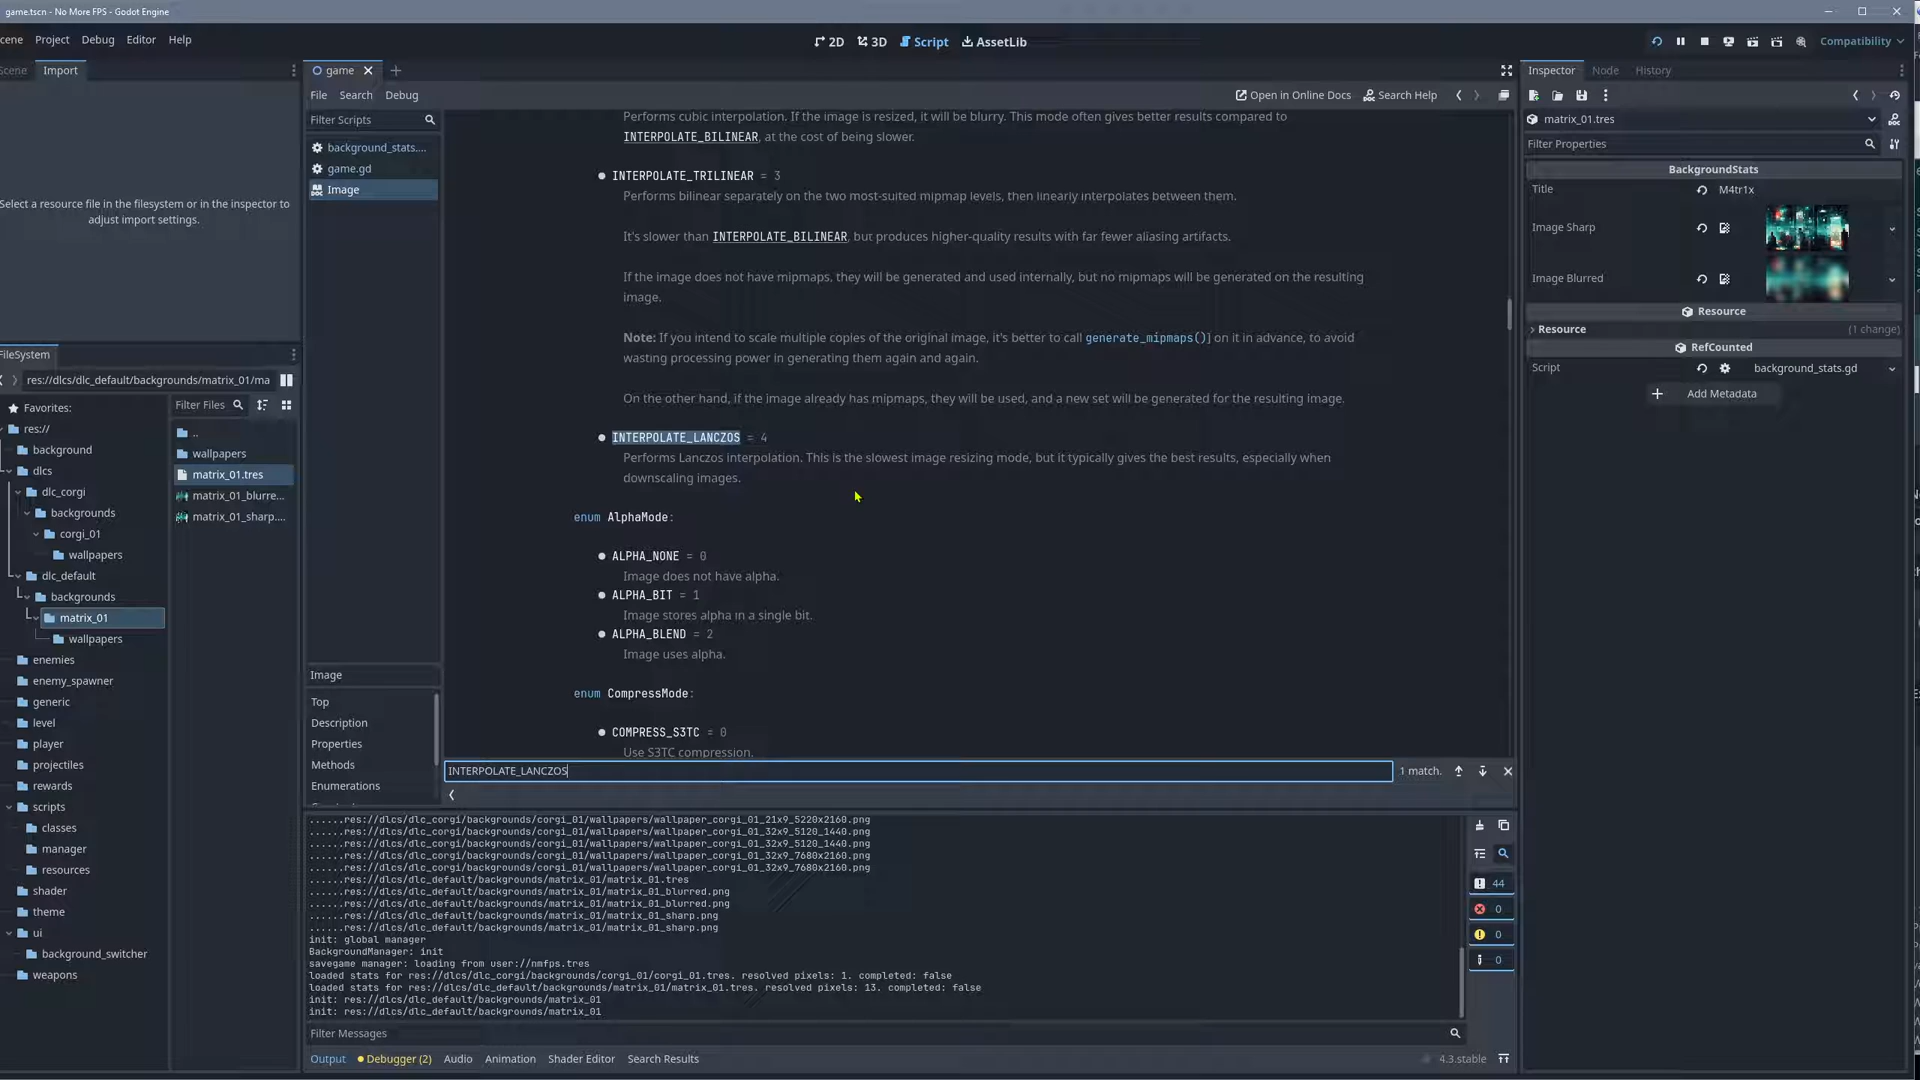 game.tscn - No More FPS - Godot Engine
cene Project Debug Editor Help
2D 3D Script AssetLib
Compatibility
Scene Import
Select a resource file in the filesystem or in the inspector to
adjust import settings.
FileSystem
res://dlcs/dlc_default/backgrounds/matrix_01/ma
Favorites:
res://
background
dlcs
dlc_corgi
backgrounds
corgi_01
wallpapers
dlc_default
backgrounds
matrix_01
wallpapers
enemies
enemy_spawner
generic
level
player
projectiles
rewards
scripts
classes
manager
resources
shader
theme
ui
background_switcher
weapons
Filter Files
..
wallpapers
matrix_01.tres
matrix_01_blurre...
matrix_01_sharp....
game
File Search Debug
Open in Online Docs Search Help
Filter Scripts
background_stats....
game.gd
Image
Image
Top
Description
Properties
Methods
Enumerations
Performs cubic interpolation. If the image is resized, it will be blurry. This mode often gives better results compared to
INTERPOLATE_BILINEAR, at the cost of being slower.
INTERPOLATE_TRILINEAR = 3
Performs bilinear separately on the two most-suited mipmap levels, then linearly interpolates between them.
It's slower than INTERPOLATE_BILINEAR, but produces higher-quality results with far fewer aliasing artifacts.
If the image does not have mipmaps, they will be generated and used internally, but no mipmaps will be generated on the resulting
image.
Note: If you intend to scale multiple copies of the original image, it's better to call generate_mipmaps()] on it in advance, to avoid
wasting processing power in generating them again and again.
On the other hand, if the image already has mipmaps, they will be used, and a new set will be generated for the resulting image.
INTERPOLATE_LANCZOS = 4
Performs Lanczos interpolation. This is the slowest image resizing mode, but it typically gives the best results, especially when
downscaling images.
enum AlphaMode:
ALPHA_NONE = 0
Image does not have alpha.
ALPHA_BIT = 1
Image stores alpha in a single bit.
ALPHA_BLEND = 2
Image uses alpha.
enum CompressMode:
COMPRESS_S3TC = 0
Use S3TC compression.
INTERPOLATE_LANCZOS
1 match.
......res://dlcs/dlc_corgi/backgrounds/corgi_01/wallpapers/wallpaper_corgi_01_21x9_5220x2160.png
......res://dlcs/dlc_corgi/backgrounds/corgi_01/wallpapers/wallpaper_corgi_01_32x9_5120_1440.png
......res://dlcs/dlc_corgi/backgrounds/corgi_01/wallpapers/wallpaper_corgi_01_32x9_5120_1440.png
......res://dlcs/dlc_corgi/backgrounds/corgi_01/wallpapers/wallpaper_corgi_01_32x9_7680x2160.png
......res://dlcs/dlc_corgi/backgrounds/corgi_01/wallpapers/wallpaper_corgi_01_32x9_7680x2160.png
......res://dlcs/dlc_default/backgrounds/matrix_01/matrix_01.tres
......res://dlcs/dlc_default/backgrounds/matrix_01/matrix_01_blurred.png
......res://dlcs/dlc_default/backgrounds/matrix_01/matrix_01_blurred.png
......res://dlcs/dlc_default/backgrounds/matrix_01/matrix_01_sharp.png
......res://dlcs/dlc_default/backgrounds/matrix_01/matrix_01_sharp.png
init: global manager
BackgroundManager: init
savegame manager: loading from user://nmfps.tres
loaded stats for res://dlcs/dlc_corgi/backgrounds/corgi_01/corgi_01.tres. resolved pixels: 1. completed: false
loaded stats for res://dlcs/dlc_default/backgrounds/matrix_01/matrix_01.tres. resolved pixels: 13. completed: false
init: res://dlcs/dlc_default/backgrounds/matrix_01
init: res://dlcs/dlc_default/backgrounds/matrix_01
44
0
0
0
Filter Messages
Output Debugger (2) Audio Animation Shader Editor Search Results
4.3.stable
Inspector Node History
matrix_01.tres
Filter Properties
BackgroundStats
Title M4tr1x
Image Sharp
Image Blurred
Resource
Resource (1 change)
RefCounted
Script background_stats.gd
Add Metadata